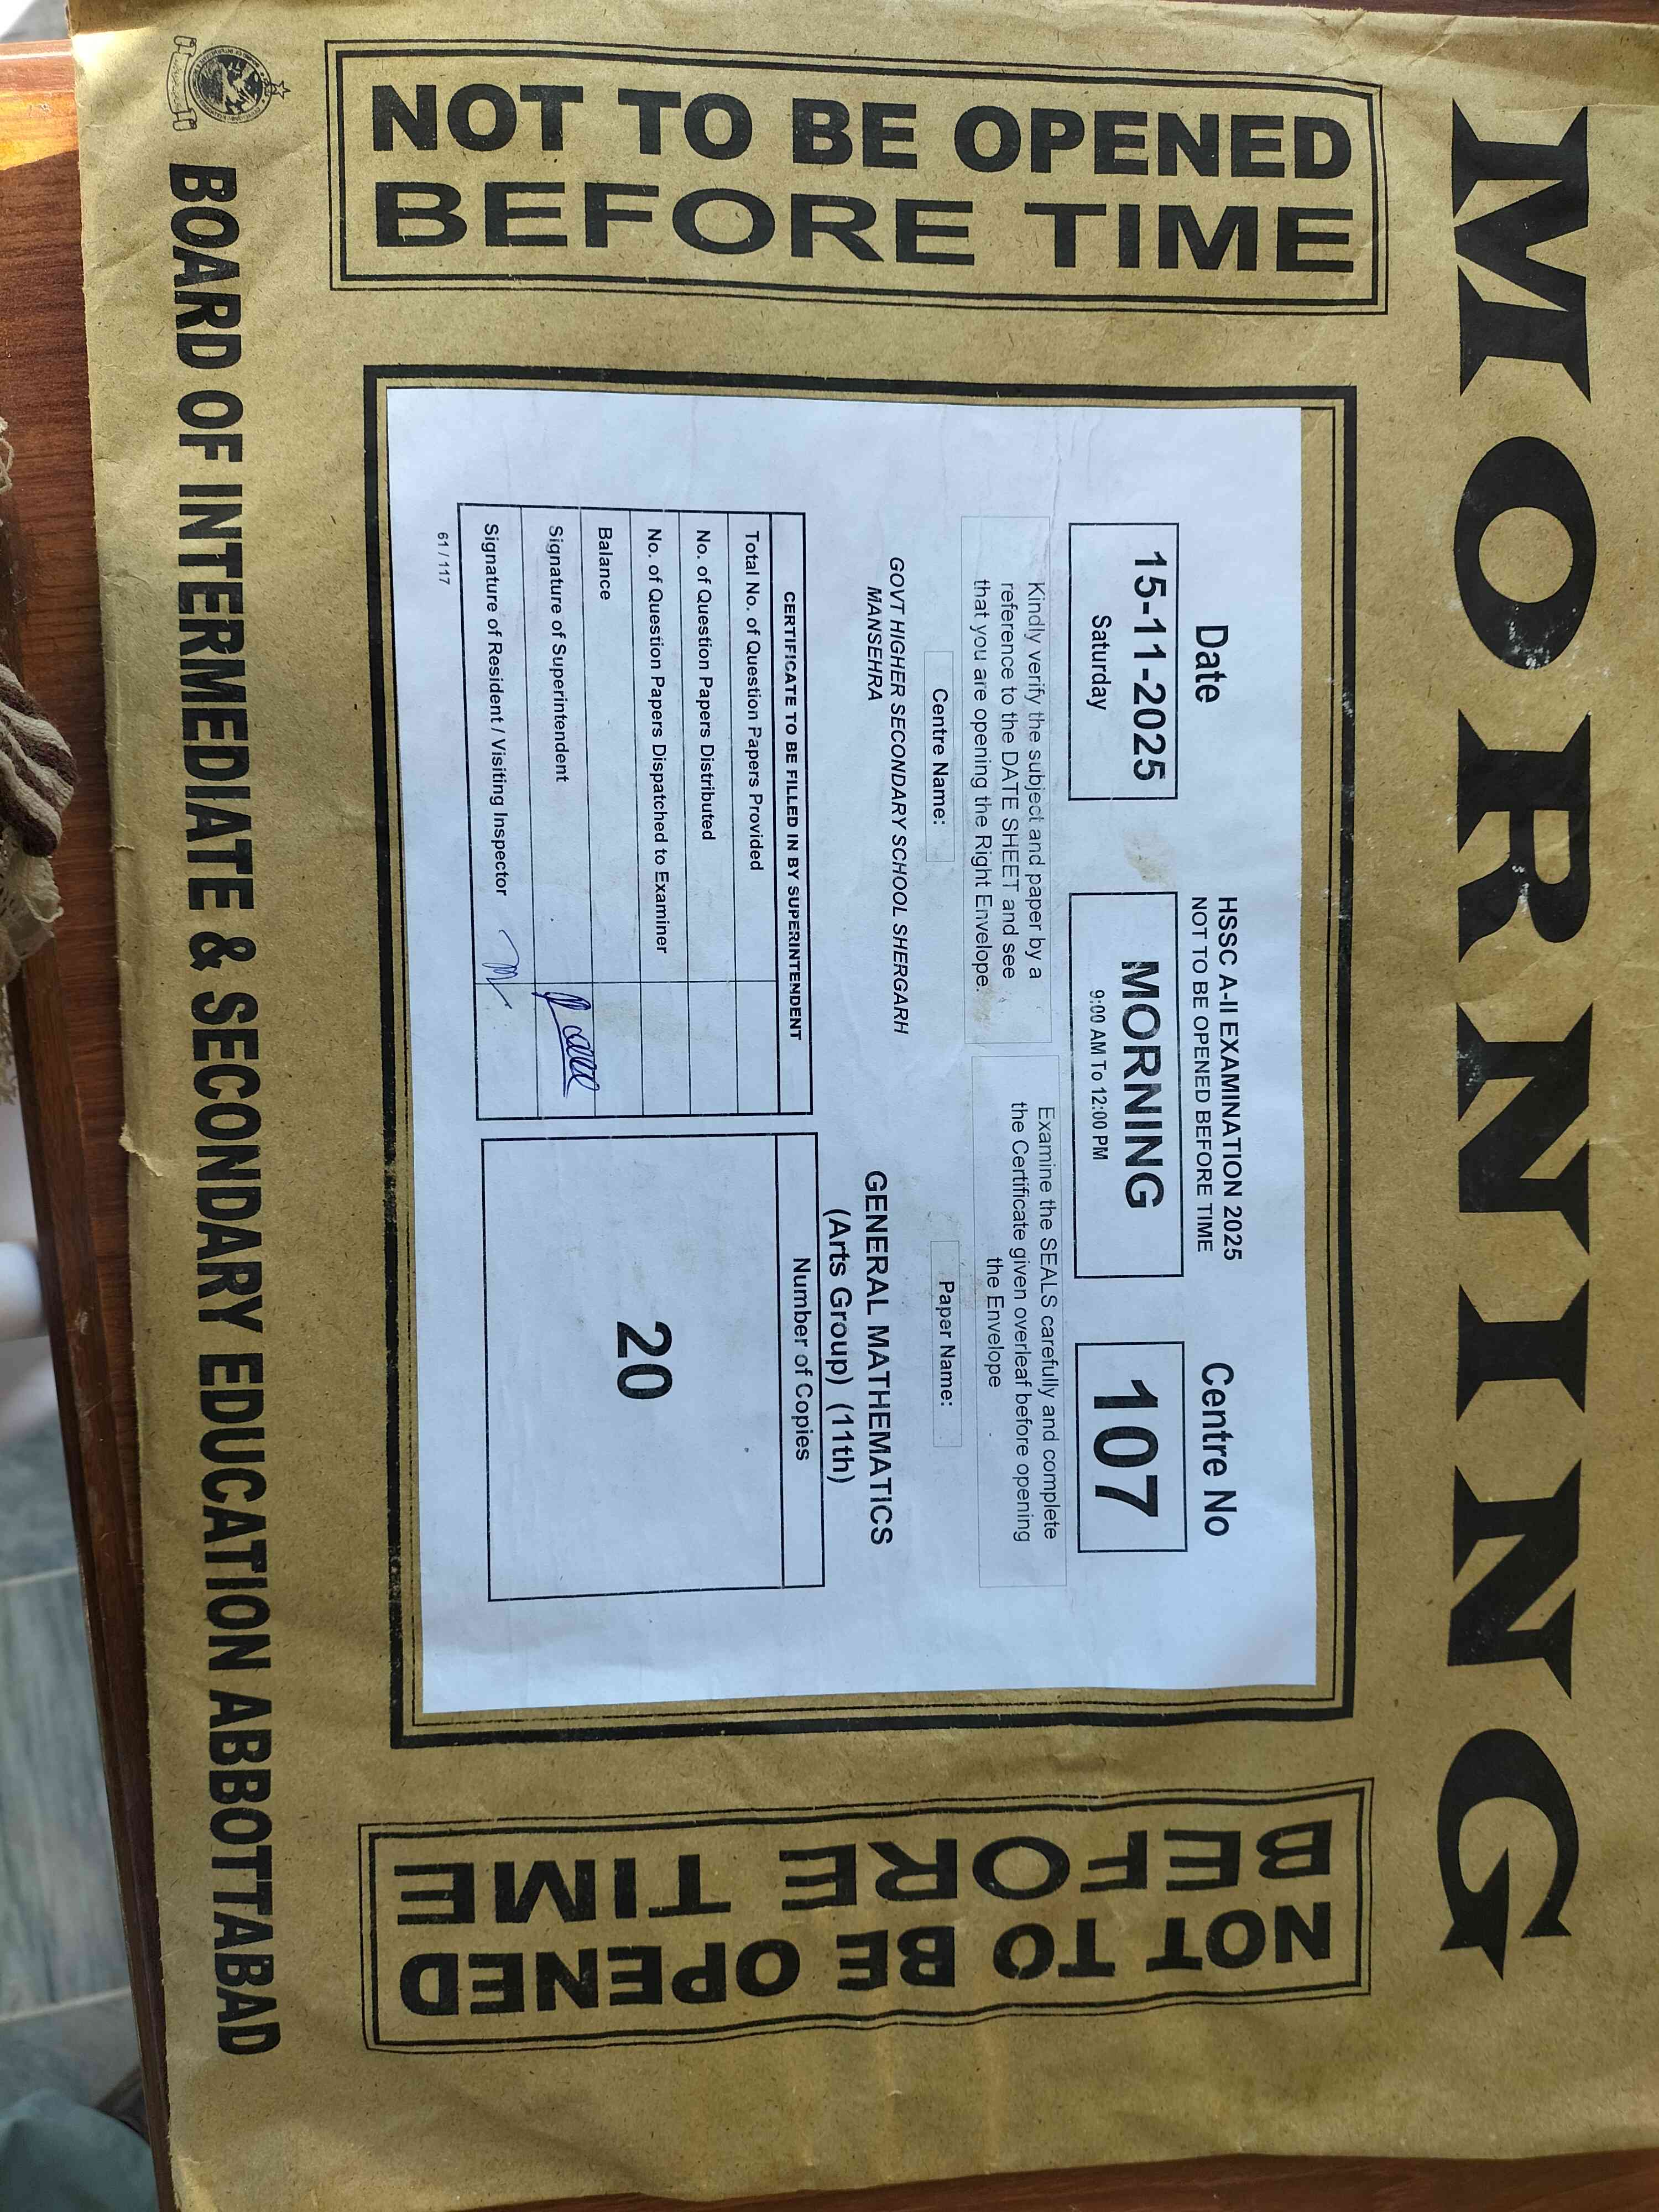 MORNING
NOT TO BE OPENED
BEFORE TIME
Date
15-11-2025
Saturday
HSSC A-II EXAMINATION 2025
NOT TO BE OPENED BEFORE TIME
MORNING
9:00 AM To 12:00 PM
Centre No
107
Kindly verify the subject and paper by a
reference to the DATE SHEET and see
that you are opening the Right Envelope.
Examine the SEALS carefully and complete
the Certificate given overleaf before opening
the Envelope
Centre Name:
GOVT HIGHER SECONDARY SCHOOL SHERGARH
MANSEHRA
Paper Name:
GENERAL MATHEMATICS
(Arts Group) (11th)
CERTIFICATE TO BE FILLED IN BY SUPERINTENDENT
Total No. of Question Papers Provided
No. of Question Papers Distributed
No. of Question Papers Dispatched to Examiner
Balance
Signature of Superintendent
Signature of Resident / Visiting Inspector
Number of Copies
20
61 / 117
NOT TO BE OPENED
BEFORE TIME
BOARD OF INTERMEDIATE & SECONDARY EDUCATION ABBOTTABAD